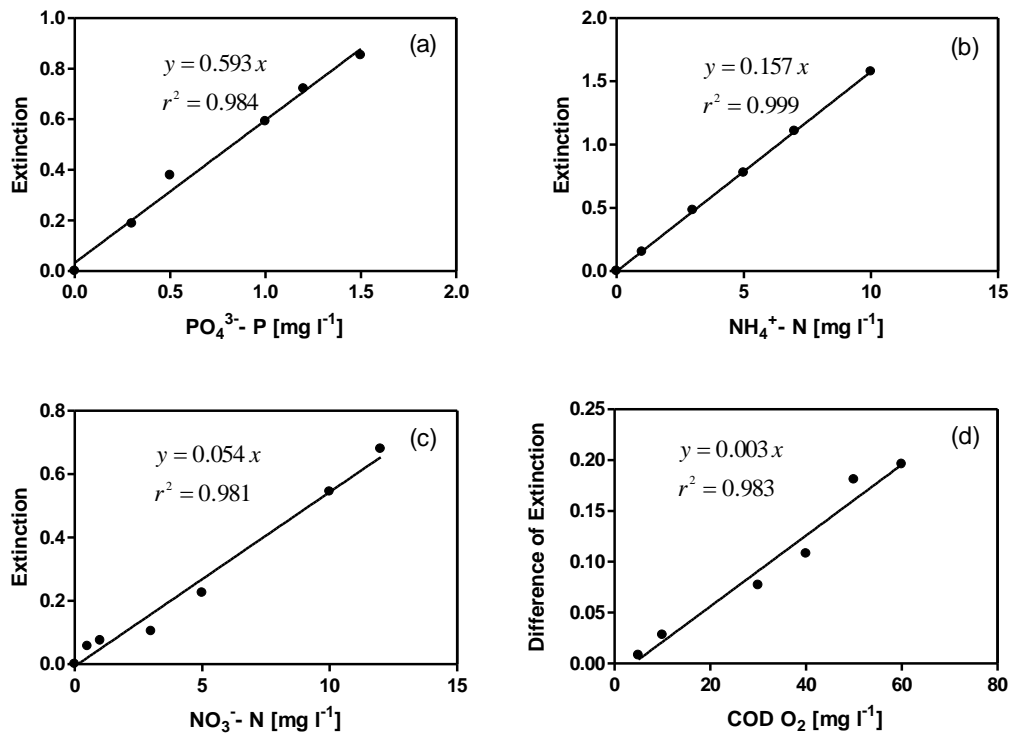 (a)
y = 0.593 x
r² = 0.984
Extinction
1.0
0.8
0.6
0.4
0.2
0.0
0.0 0.5 1.0 1.5 2.0
PO₄³⁻- P [mg l⁻¹]
(b)
y = 0.157 x
r² = 0.999
Extinction
2.0
1.5
1.0
0.5
0.0
0 5 10 15
NH₄⁺- N [mg l⁻¹]
(c)
y = 0.054 x
r² = 0.981
Extinction
0.8
0.6
0.4
0.2
0.0
0 5 10 15
NO₃⁻- N [mg l⁻¹]
(d)
y = 0.003 x
r² = 0.983
Difference of Extinction
0.25
0.20
0.15
0.10
0.05
0.00
0 20 40 60 80
COD O₂ [mg l⁻¹]